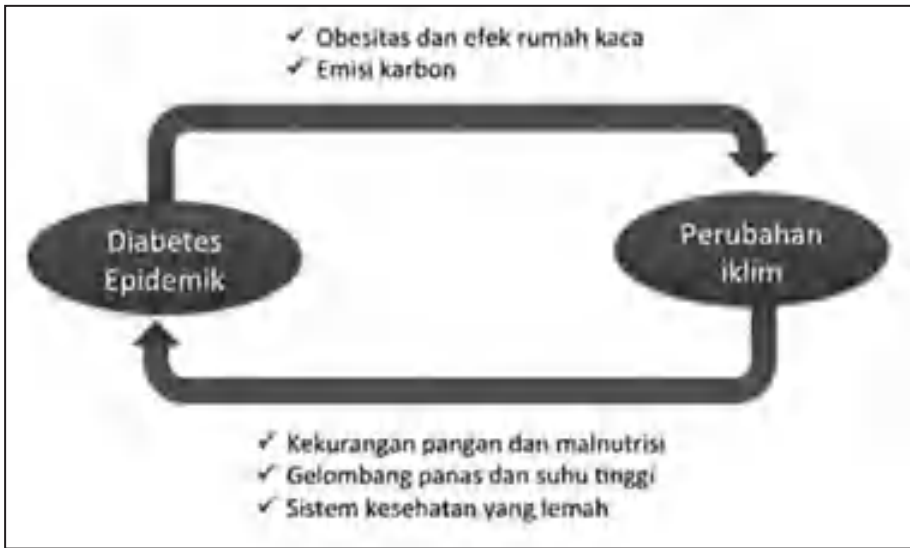 ✓ Obesitas dan efek rumah kaca
✓ Emisi karbon
Diabetes
Epidemik
Perubahan
iklim
✓ Kekurangan pangan dan malnutrisi
✓ Gelombang panas dan suhu tinggi
✓ Sistem kesehatan yang lemah